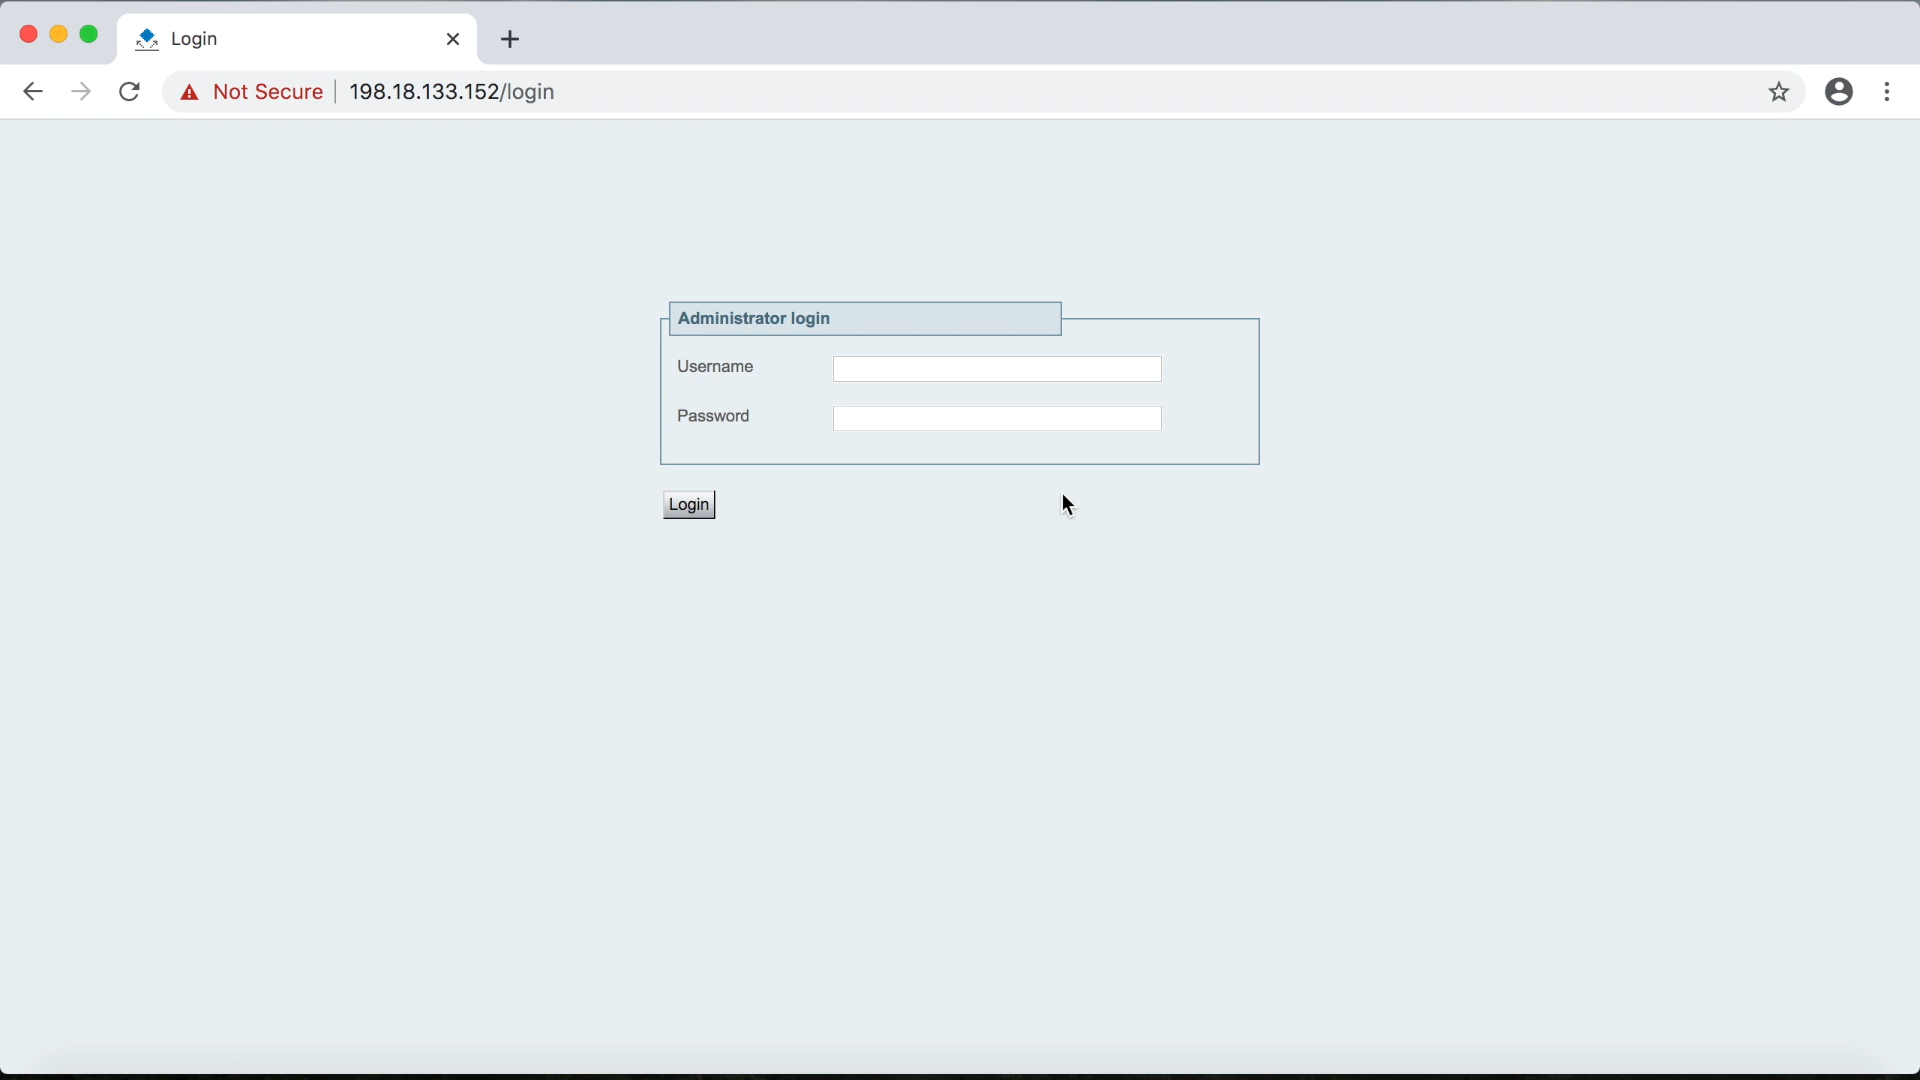 Login
Not Secure 198.18.133.152/login
Administrator login
Username
Password
Login